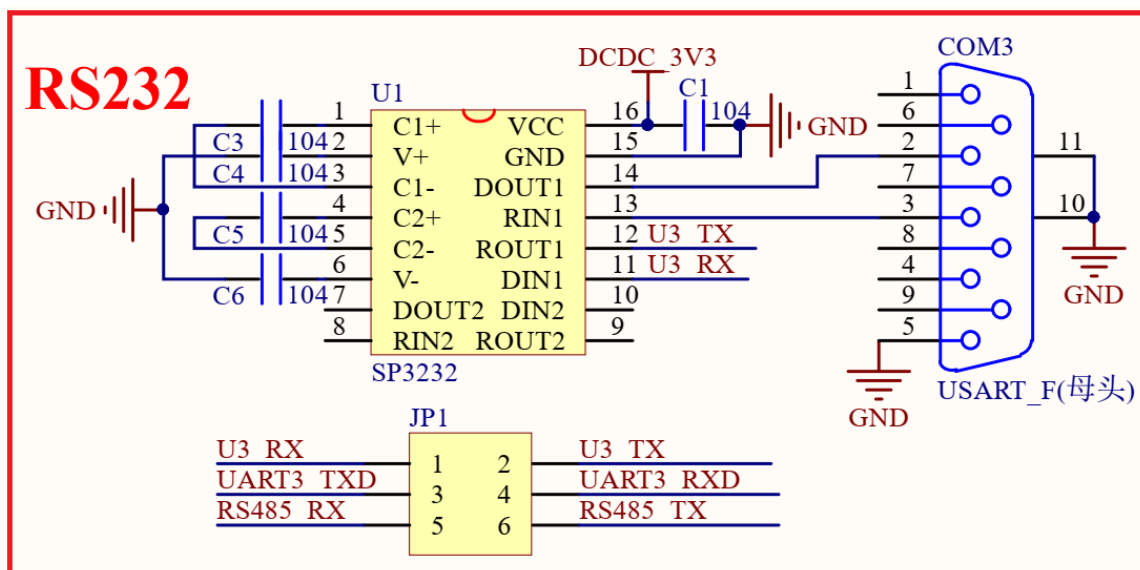 RS232
DCDC_3V3
COM3
U1
C1
104
GND
1 C1+ VCC 16
C3 104
2 V+ GND 15
C4 104
3 C1- DOUT1 14
GND
4 C2+ RIN1 13
C5 104
5 C2- ROUT1 12 U3_TX
6 V- DIN1 11 U3_RX
C6 104
7 DOUT2 DIN2 10
8 RIN2 ROUT2 9
SP3232
1
6
2
7
3
8
4
9
5
11
10
GND
GND
USART_F(母头)
JP1
U3_RX 1 2 U3_TX
UART3_TXD 3 4 UART3_RXD
RS485_RX 5 6 RS485_TX